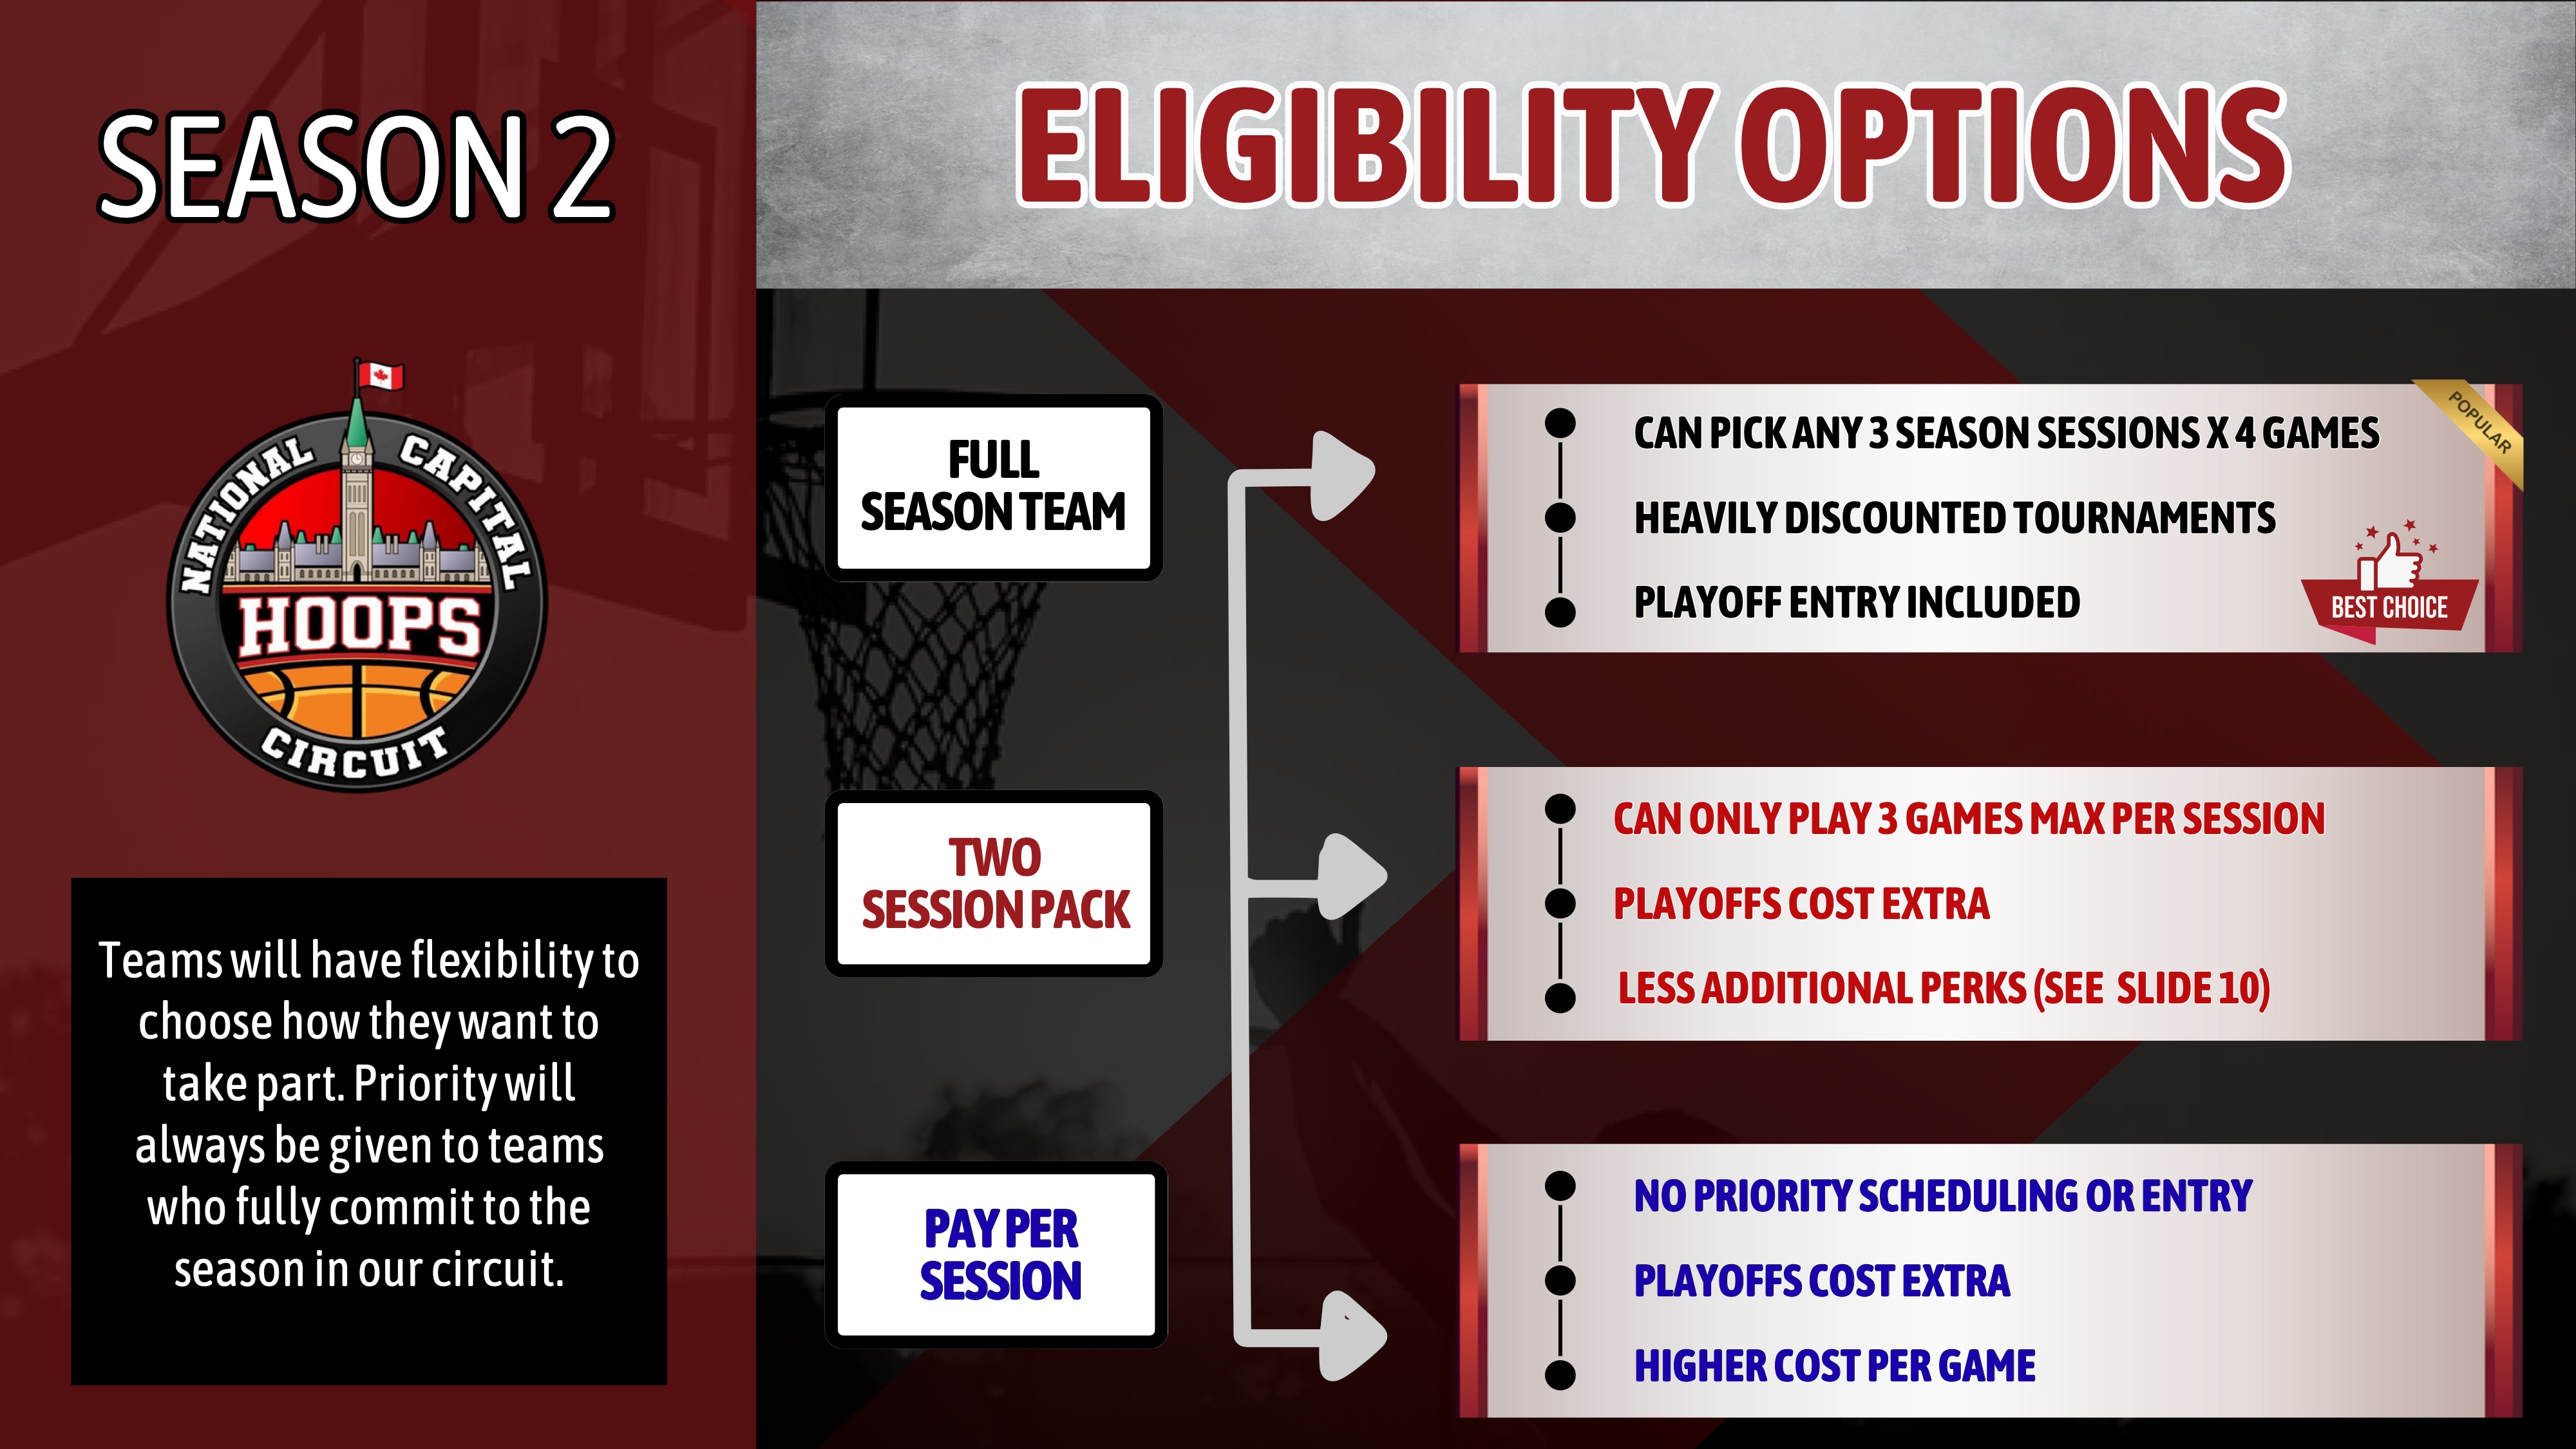 SEASON 2
ELIGIBILITY OPTIONS
NATIONAL CAPITAL
HOOPS
CIRCUIT
Teams will have flexibility to
choose how they want to
take part. Priority will
always be given to teams
who fully commit to the
season in our circuit.
FULL
SEASON TEAM
CAN PICK ANY 3 SEASON SESSIONS X 4 GAMES
HEAVILY DISCOUNTED TOURNAMENTS
PLAYOFF ENTRY INCLUDED
POPULAR
BEST CHOICE
TWO
SESSION PACK
CAN ONLY PLAY 3 GAMES MAX PER SESSION
PLAYOFFS COST EXTRA
LESS ADDITIONAL PERKS (SEE SLIDE 10)
PAY PER
SESSION
NO PRIORITY SCHEDULING OR ENTRY
PLAYOFFS COST EXTRA
HIGHER COST PER GAME